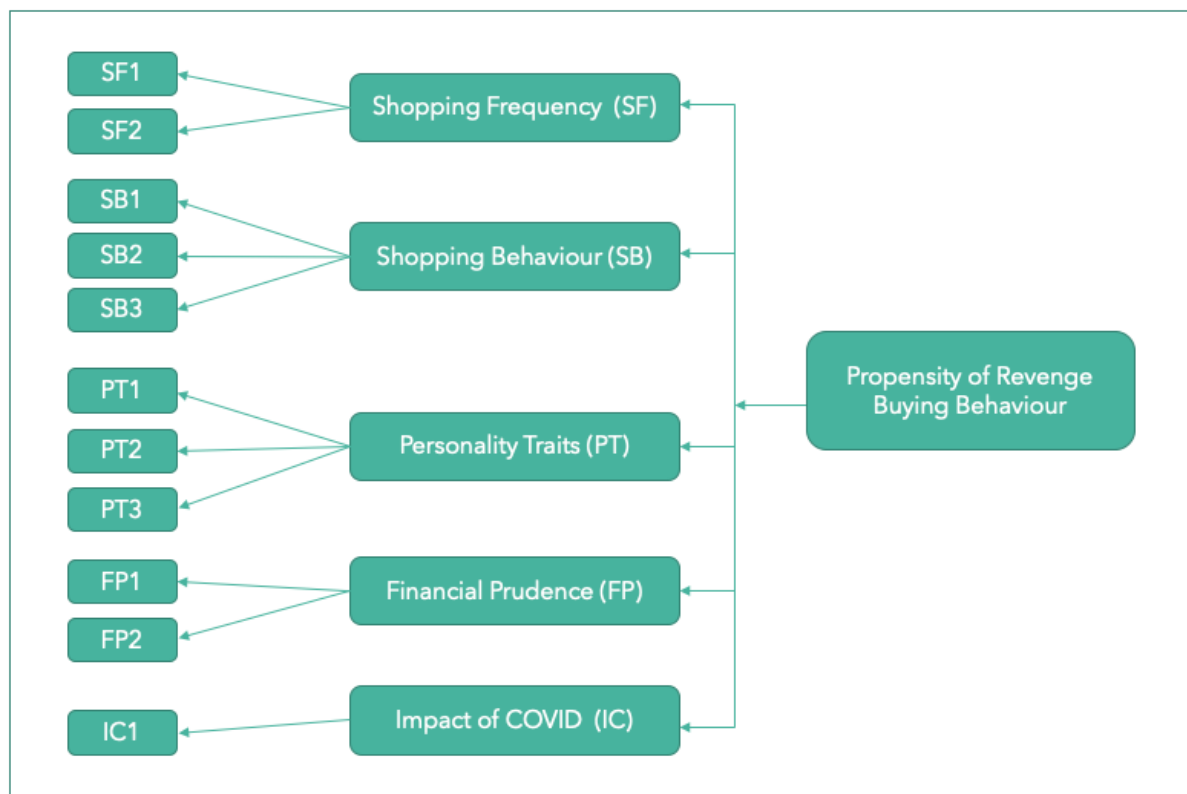 SF1
SF2
Shopping Frequency (SF)
SB1
SB2
SB3
Shopping Behaviour (SB)
PT1
PT2
PT3
Personality Traits (PT)
FP1
FP2
Financial Prudence (FP)
IC1
Impact of COVID (IC)
Propensity of Revenge
Buying Behaviour